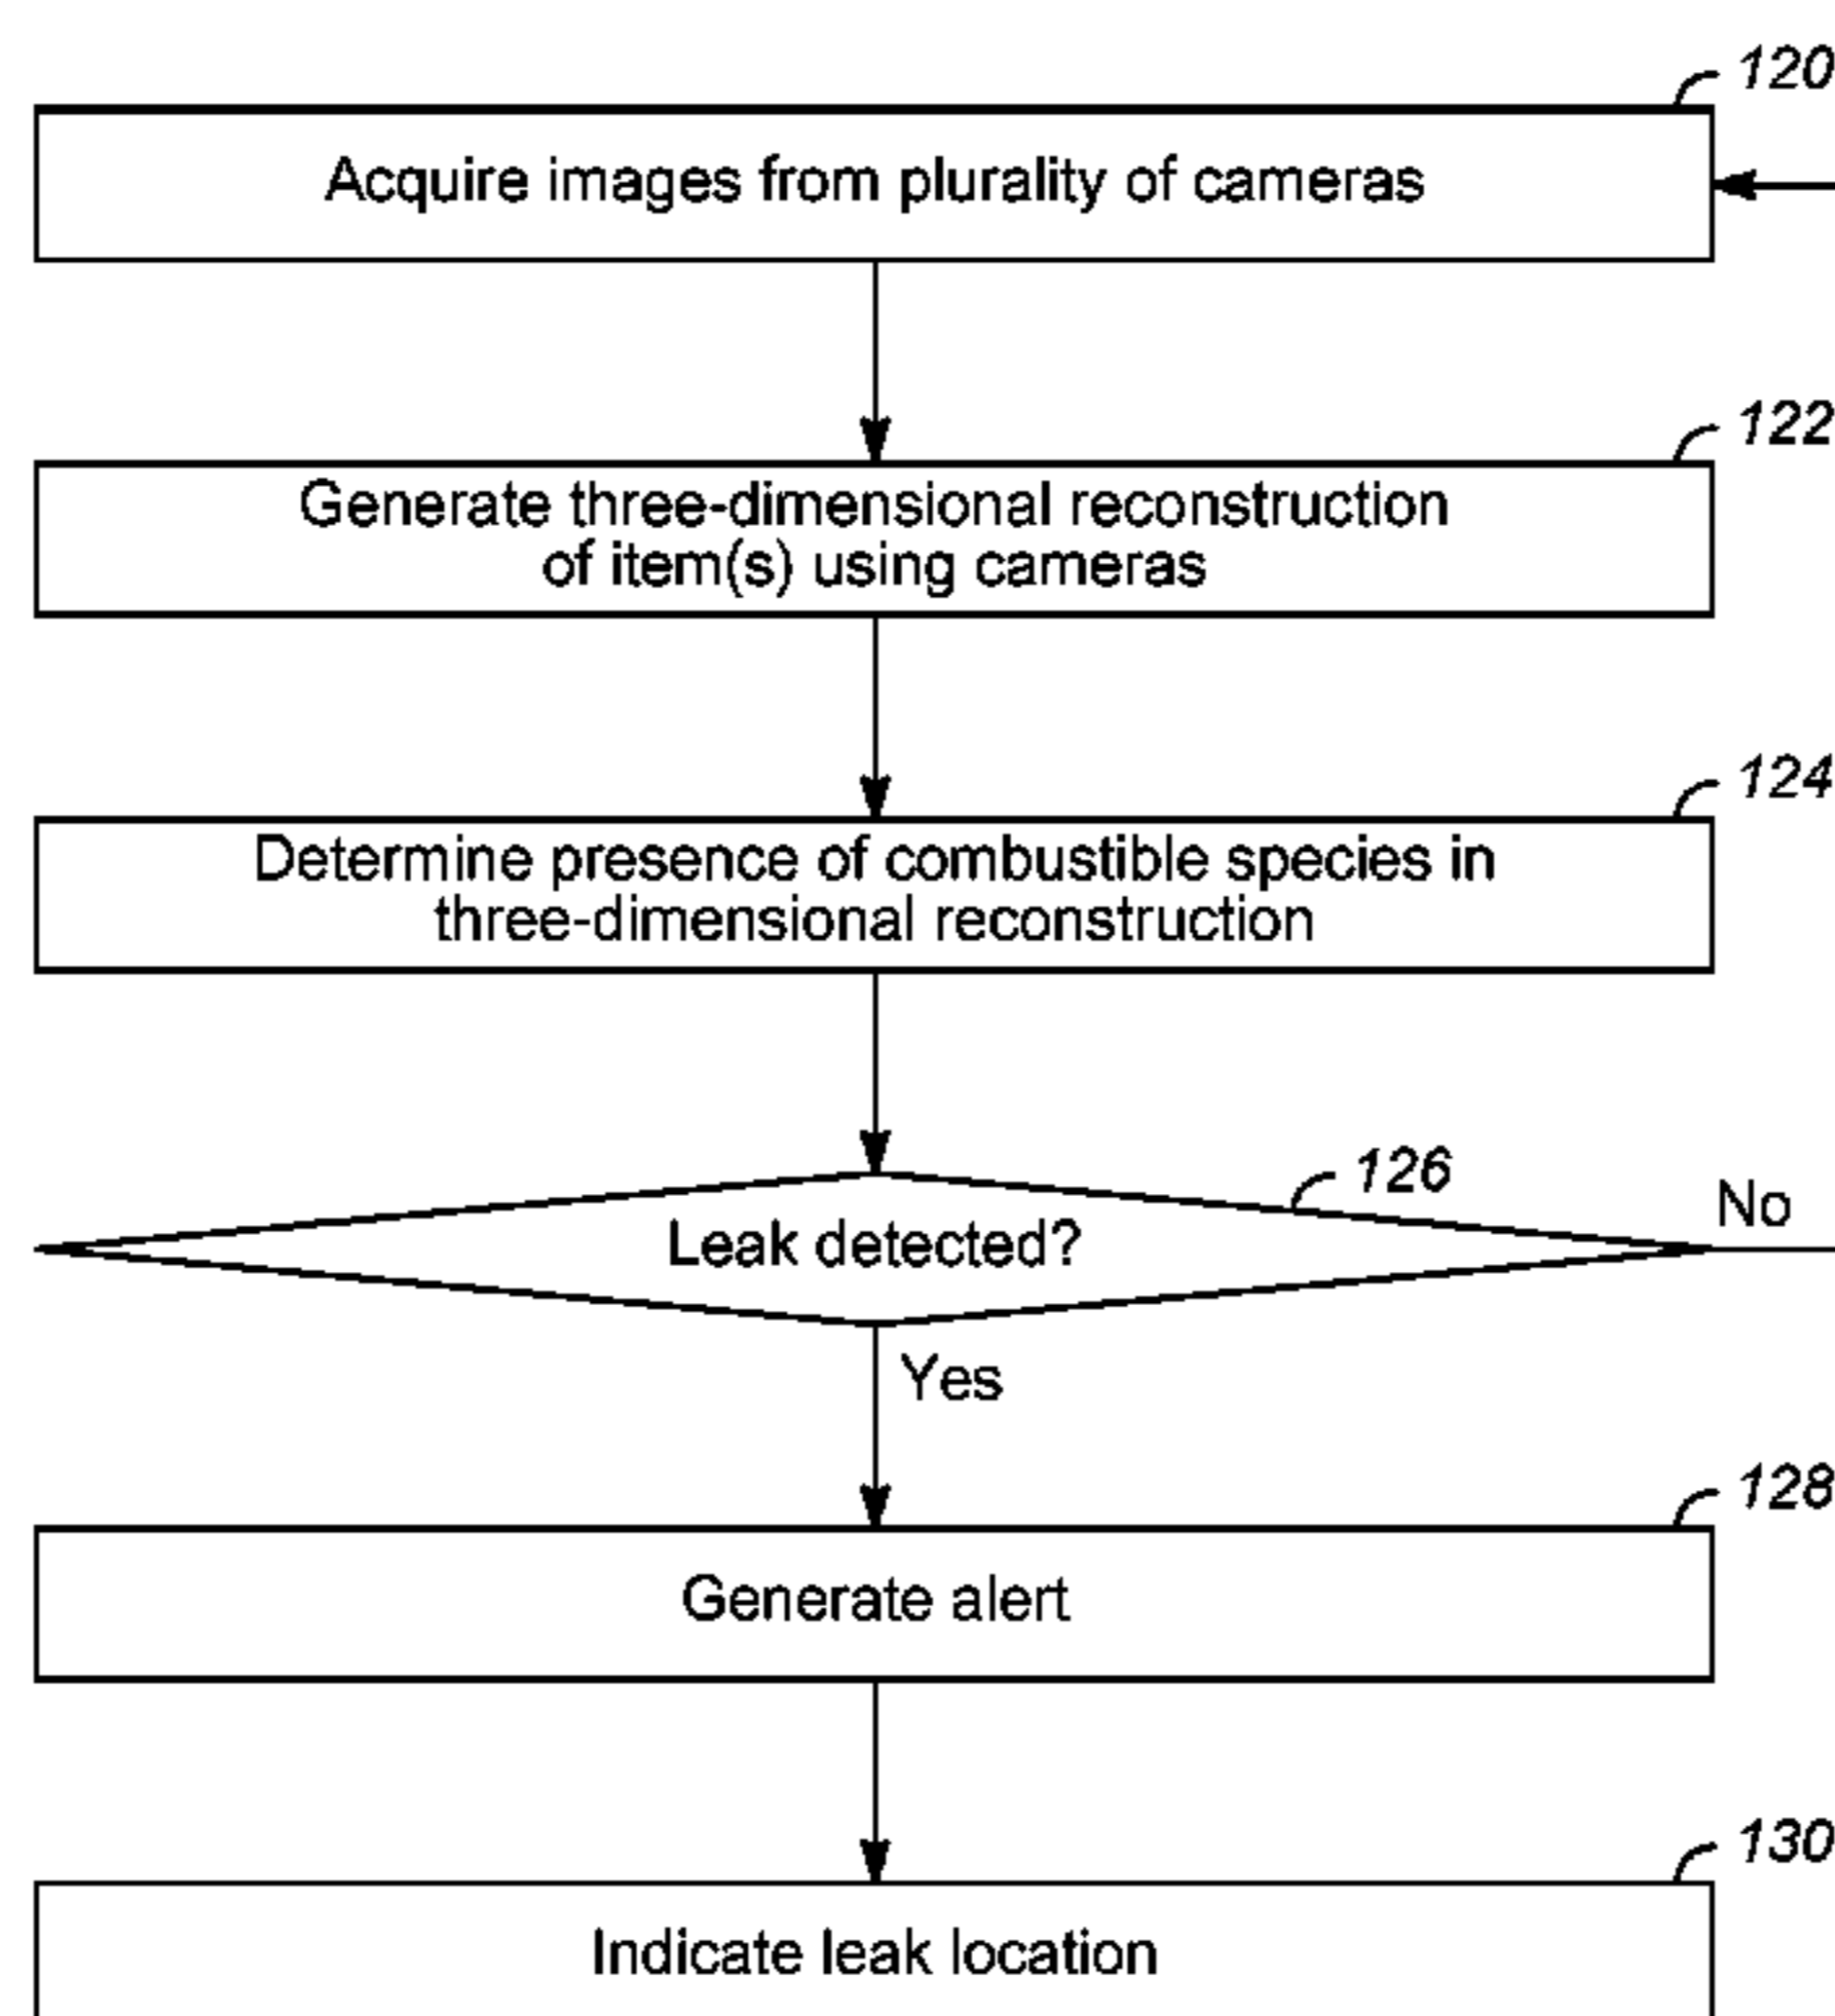 120
Acquire images from plurality of cameras
122
Generate three-dimensional reconstruction
of item(s) using cameras
124
Determine presence of combustible species in
three-dimensional reconstruction
126
No
Leak detected?
Yes
128
Generate alert
130
Indicate leak location